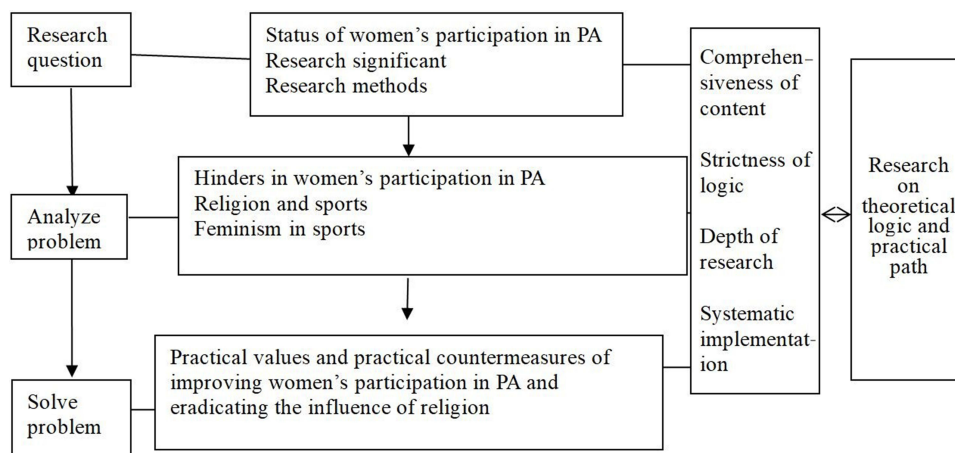 Research
question
Status of women's participation in PA
Research significant
Research methods
Analyze
problem
Hinders in women's participation in PA
Religion and sports
Feminism in sports
Solve
problem
Practical values and practical countermeasures of
improving women's participation in PA and
eradicating the influence of religion
Comprehen-
siveness of
content
Strictness of
logic
Depth of
research
Systematic
implementat-
ion
Research
on
theoretical
logic and
practical
path